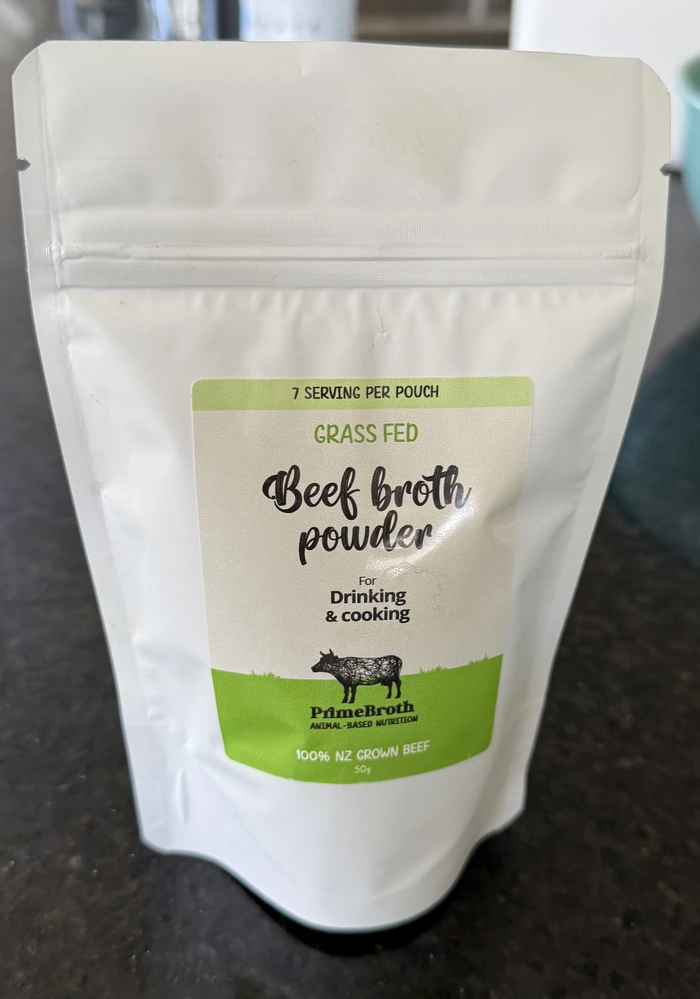 7 SERVING PER POUCH
GRASS FED
Beef broth
powder
For
Drinking
& cooking
PrimeBroth
ANIMAL-BASED NUTRITION
100% NZ GROWN BEEF
50g